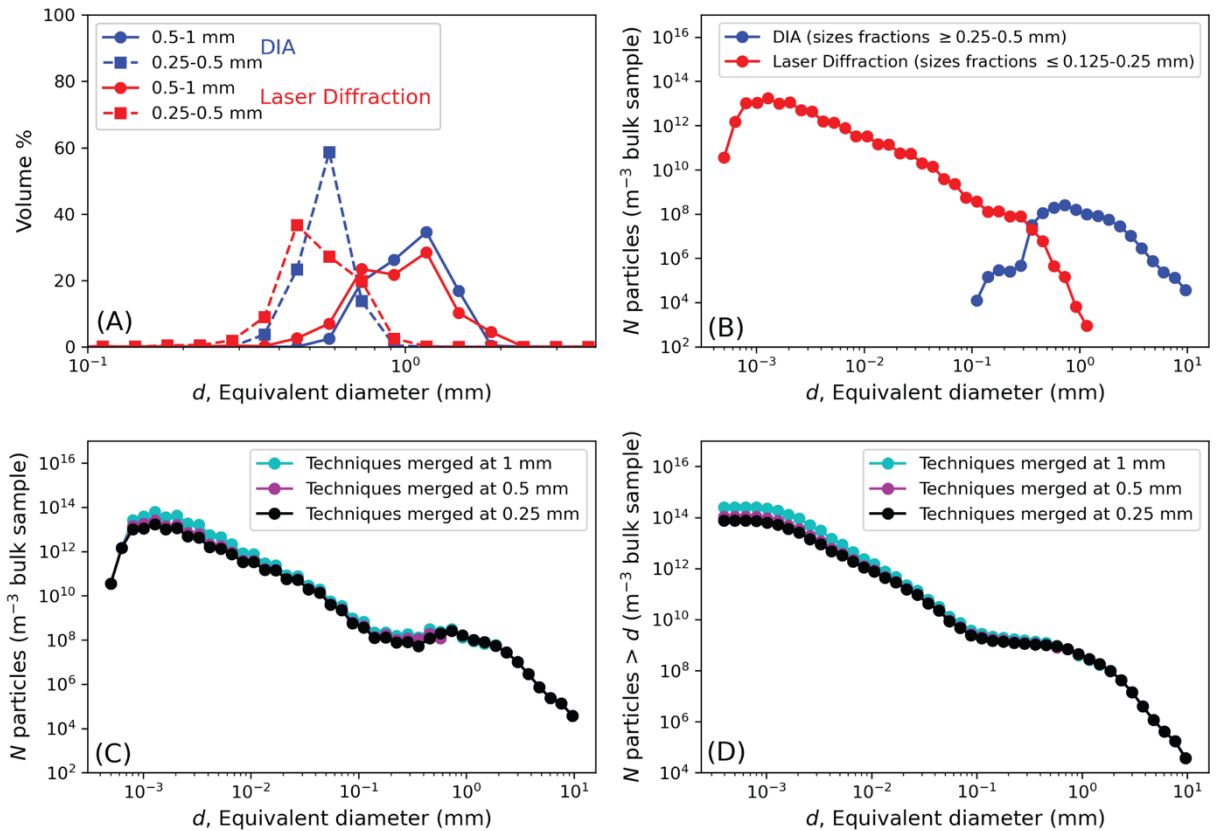 100
80
60
40
20
0
Volume %
0.5-1 mm
0.25-0.5 mm
0.5-1 mm
0.25-0.5 mm
DIA
Laser Diffraction
(A)
10⁻¹
10⁰
d, Equivalent diameter (mm)
10¹⁶
10¹⁴
10¹²
10¹⁰
10⁸
10⁶
10⁴
10²
N particles (m⁻³ bulk sample)
DIA (sizes fractions ≥0.25-0.5 mm)
Laser Diffraction (sizes fractions ≤0.125-0.25 mm)
(B)
10⁻³
10⁻²
10⁻¹
10⁰
10¹
d, Equivalent diameter (mm)
10¹⁶
10¹⁴
10¹²
10¹⁰
10⁸
10⁶
10⁴
10²
N particles (m⁻³ bulk sample)
Techniques merged at 1 mm
Techniques merged at 0.5 mm
Techniques merged at 0.25 mm
(C)
10⁻³
10⁻²
10⁻¹
10⁰
10¹
d, Equivalent diameter (mm)
10¹⁶
10¹⁴
10¹²
10¹⁰
10⁸
10⁶
10⁴
N particles > d (m⁻³ bulk sample)
Techniques merged at 1 mm
Techniques merged at 0.5 mm
Techniques merged at 0.25 mm
(D)
10⁻³
10⁻²
10⁻¹
10⁰
10¹
d, Equivalent diameter (mm)